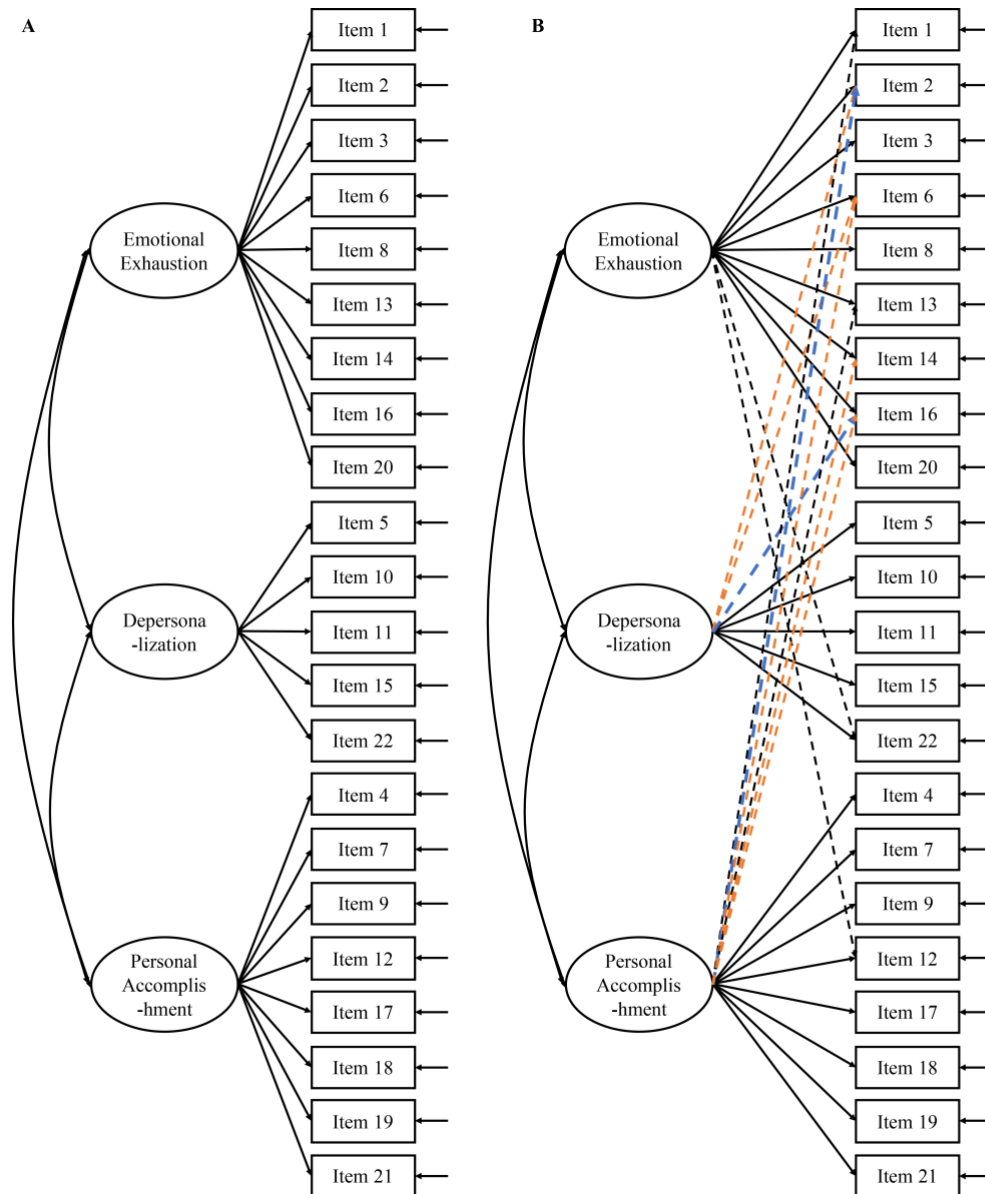 A
Item 1
Item 2
Item 3
Item 6
Emotional
Exhaustion
Item 8
Item 13
Item 14
Item 16
Item 20
Item 5
Item 10
Depersona
-lization
Item 11
Item 15
Item 22
Item 4
Item 7
Item 9
Personal
Accomplis
-hment
Item 12
Item 17
Item 18
Item 19
Item 21
B
Item 1
Item 2
Item 3
Item 6
Emotional
Exhaustion
Item 8
Item 13
Item 14
Item 16
Item 20
Item 5
Item 10
Depersona
-lization
Item 11
Item 15
Item 22
Item 4
Item 7
Item 9
Personal
Accomplis
-hment
Item 12
Item 17
Item 18
Item 19
Item 21